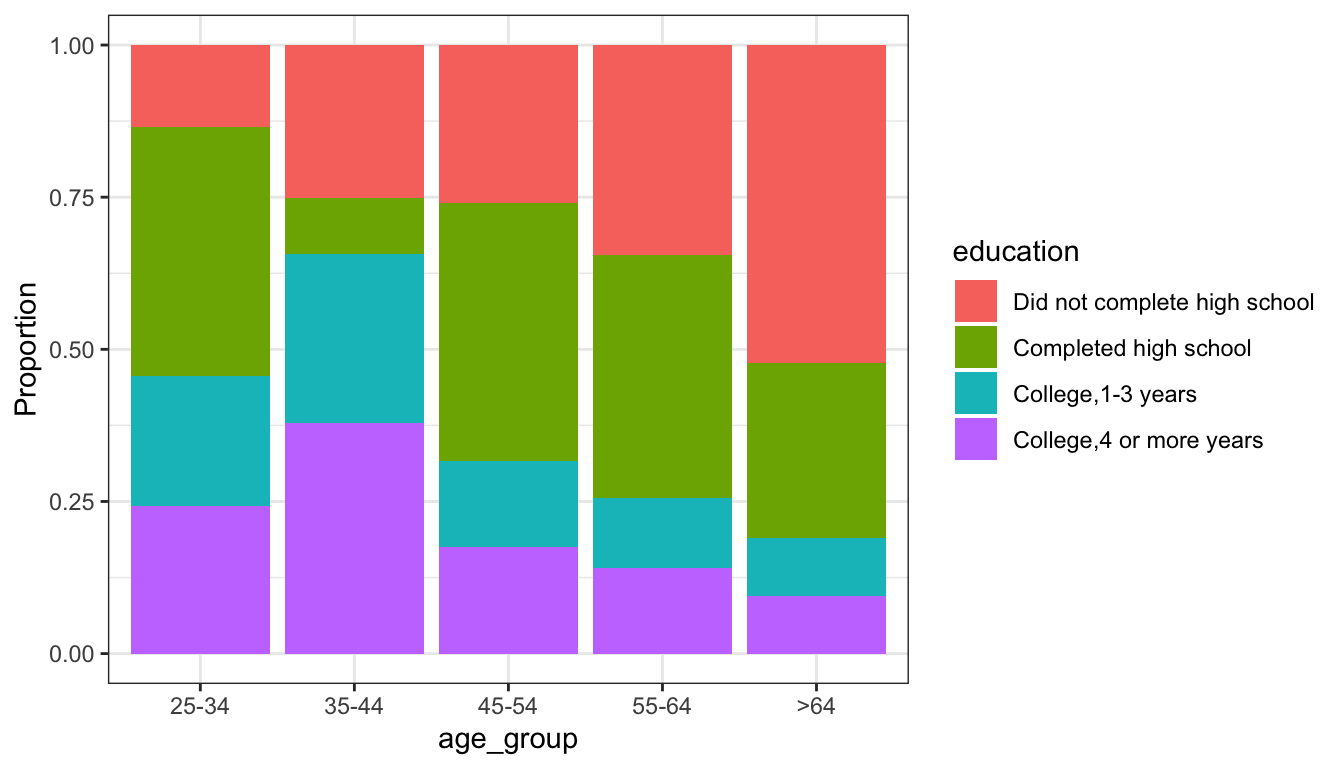 1.00
0.75
0.50
0.25
0.00
Proportion
25-34 35-44 45-54 55-64 >64
age_group
education
Did not complete high school
Completed high school
College,1-3 years
College,4 or more years